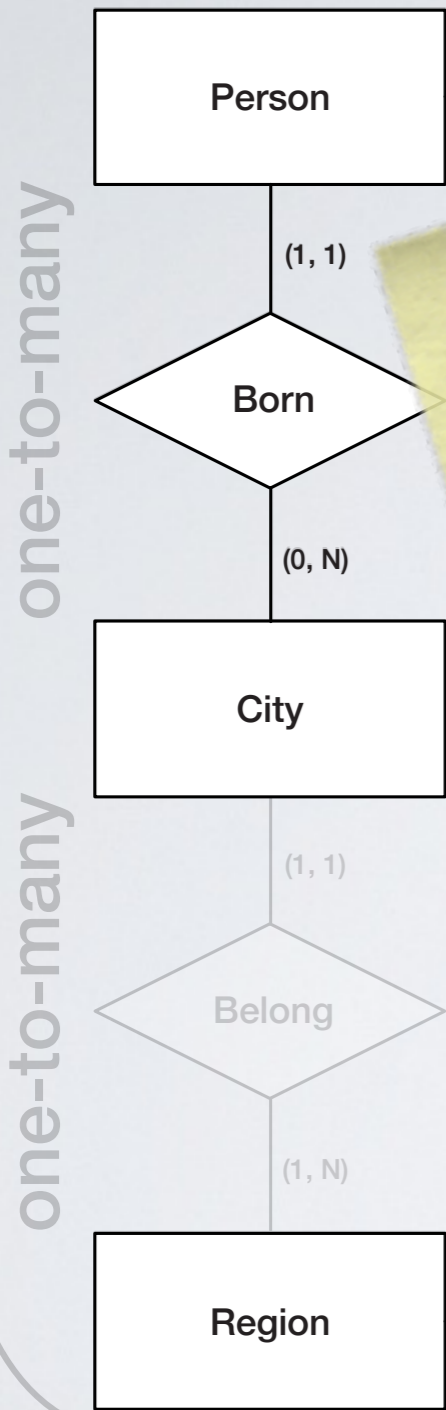 Person
one-to-many
(1, 1)
Born
(0, N)
City
one-to-many
(1, 1)
Belong
(1, N)
Region